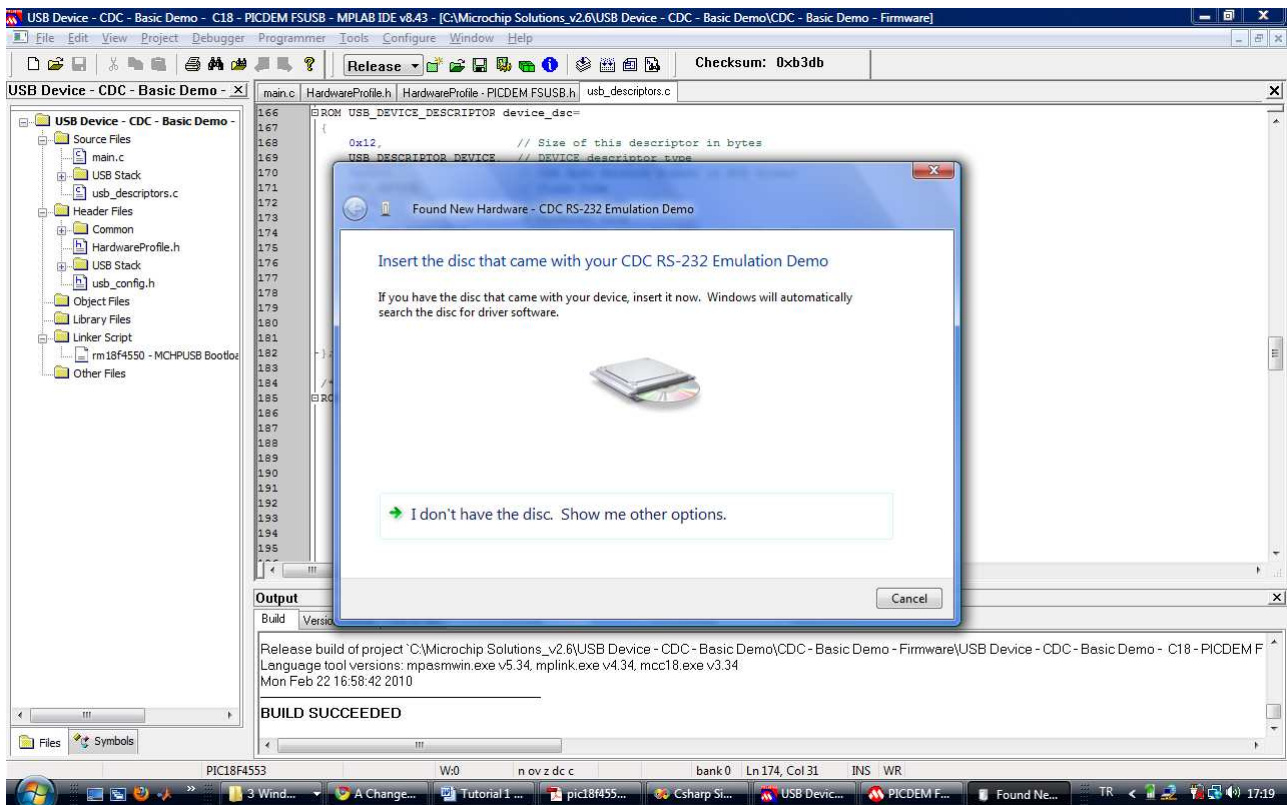 USB Device - CDC - Basic Demo - C18 - PICDEM FSUSB - MPLAB IDE v8.43 - [C:\Microchip Solutions_v2.6\USB Device - CDC - Basic Demo\CDC - Basic Demo - Firmware]
File Edit View Project Debugger Programmer Tools Configure Window Help
Release Checksum: 0xb3db
USB Device - CDC - Basic Demo -
main.c HardwareProfile.h HardwareProfile - PICDEM FSUSB.h usb_descriptors.c
USB Device - CDC - Basic Demo -
Source Files
main.c
USB Stack
usb_descriptors.c
Header Files
Common
HardwareProfile.h
USB Stack
usb_config.h
Object Files
Library Files
Linker Script
rm18f4550 - MCHPUSB Bootloa
Other Files
166 ROM USB_DEVICE_DESCRIPTOR device_dsc=
167 {
168 0x12, // Size of this descriptor in bytes
169 USB_DESCRIPTOR_DEVICE, // DEVICE descriptor type
170
171
172
173
174
175
176
177
178
179
180
181
182 };
183
184 /*
185 RO
186
187
188
189
190
191
192
193
194
195
Found New Hardware - CDC RS-232 Emulation Demo
Insert the disc that came with your CDC RS-232 Emulation Demo
If you have the disc that came with your device, insert it now. Windows will automatically
search the disc for driver software.
I don't have the disc. Show me other options.
Cancel
Output
Build Versio
Release build of project `C:\Microchip Solutions_v2.6\USB Device - CDC - Basic Demo\CDC - Basic Demo - Firmware\USB Device - CDC - Basic Demo - C18 - PICDEM F
Language tool versions: mpasmwin.exe v5.34, mplink.exe v4.34, mcc18.exe v3.34
Mon Feb 22 16:58:42 2010
BUILD SUCCEEDED
Files Symbols
PIC18F4553 W:0 n ov z dc c bank 0 Ln 174, Col 31 INS WR
3 Wind... A Change... Tutorial 1 ... pic18f455... Csharp Si... USB Devic... PICDEM F... Found Ne... TR 17:19